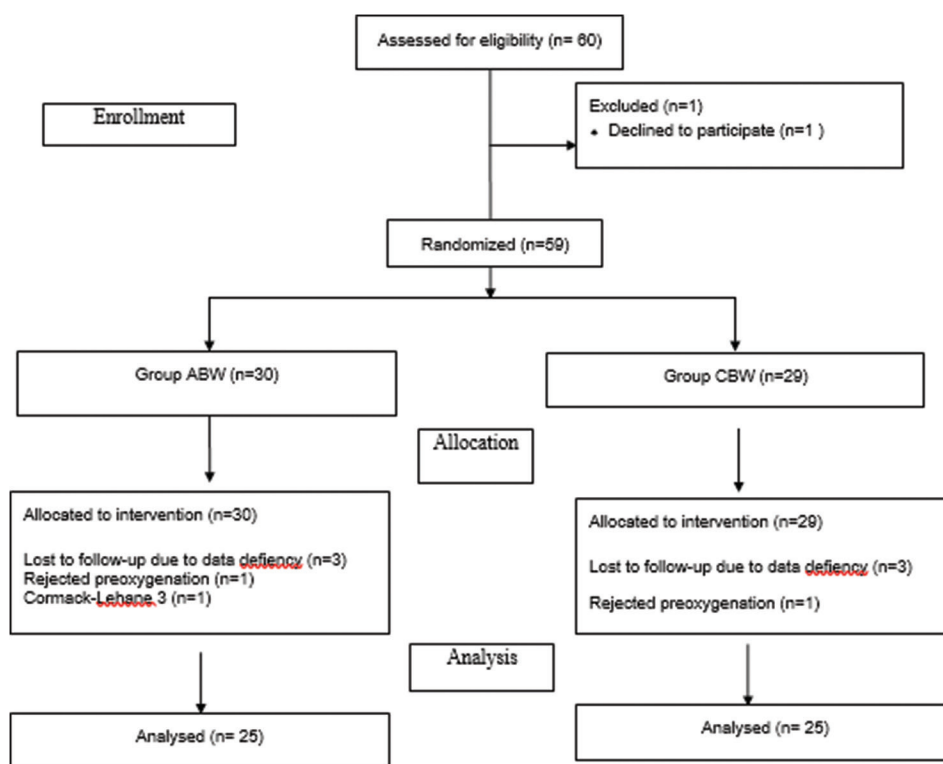 Assessed for eligibility (n= 60)
Enrollment
Excluded (n=1)
• Declined to participate (n=1 )
Randomized (n=59)
Group ABW (n=30)
Group CBW (n=29)
Allocation
Allocated to intervention (n=30)
Lost to follow-up due to data defiency (n=3)
Rejected preoxygenation (n=1)
Cormack-Lehane 3 (n=1)
Allocated to intervention (n=29)
Lost to follow-up due to data defiency (n=3)
Rejected preoxygenation (n=1)
Analysis
Analysed (n= 25)
Analysed (n= 25)